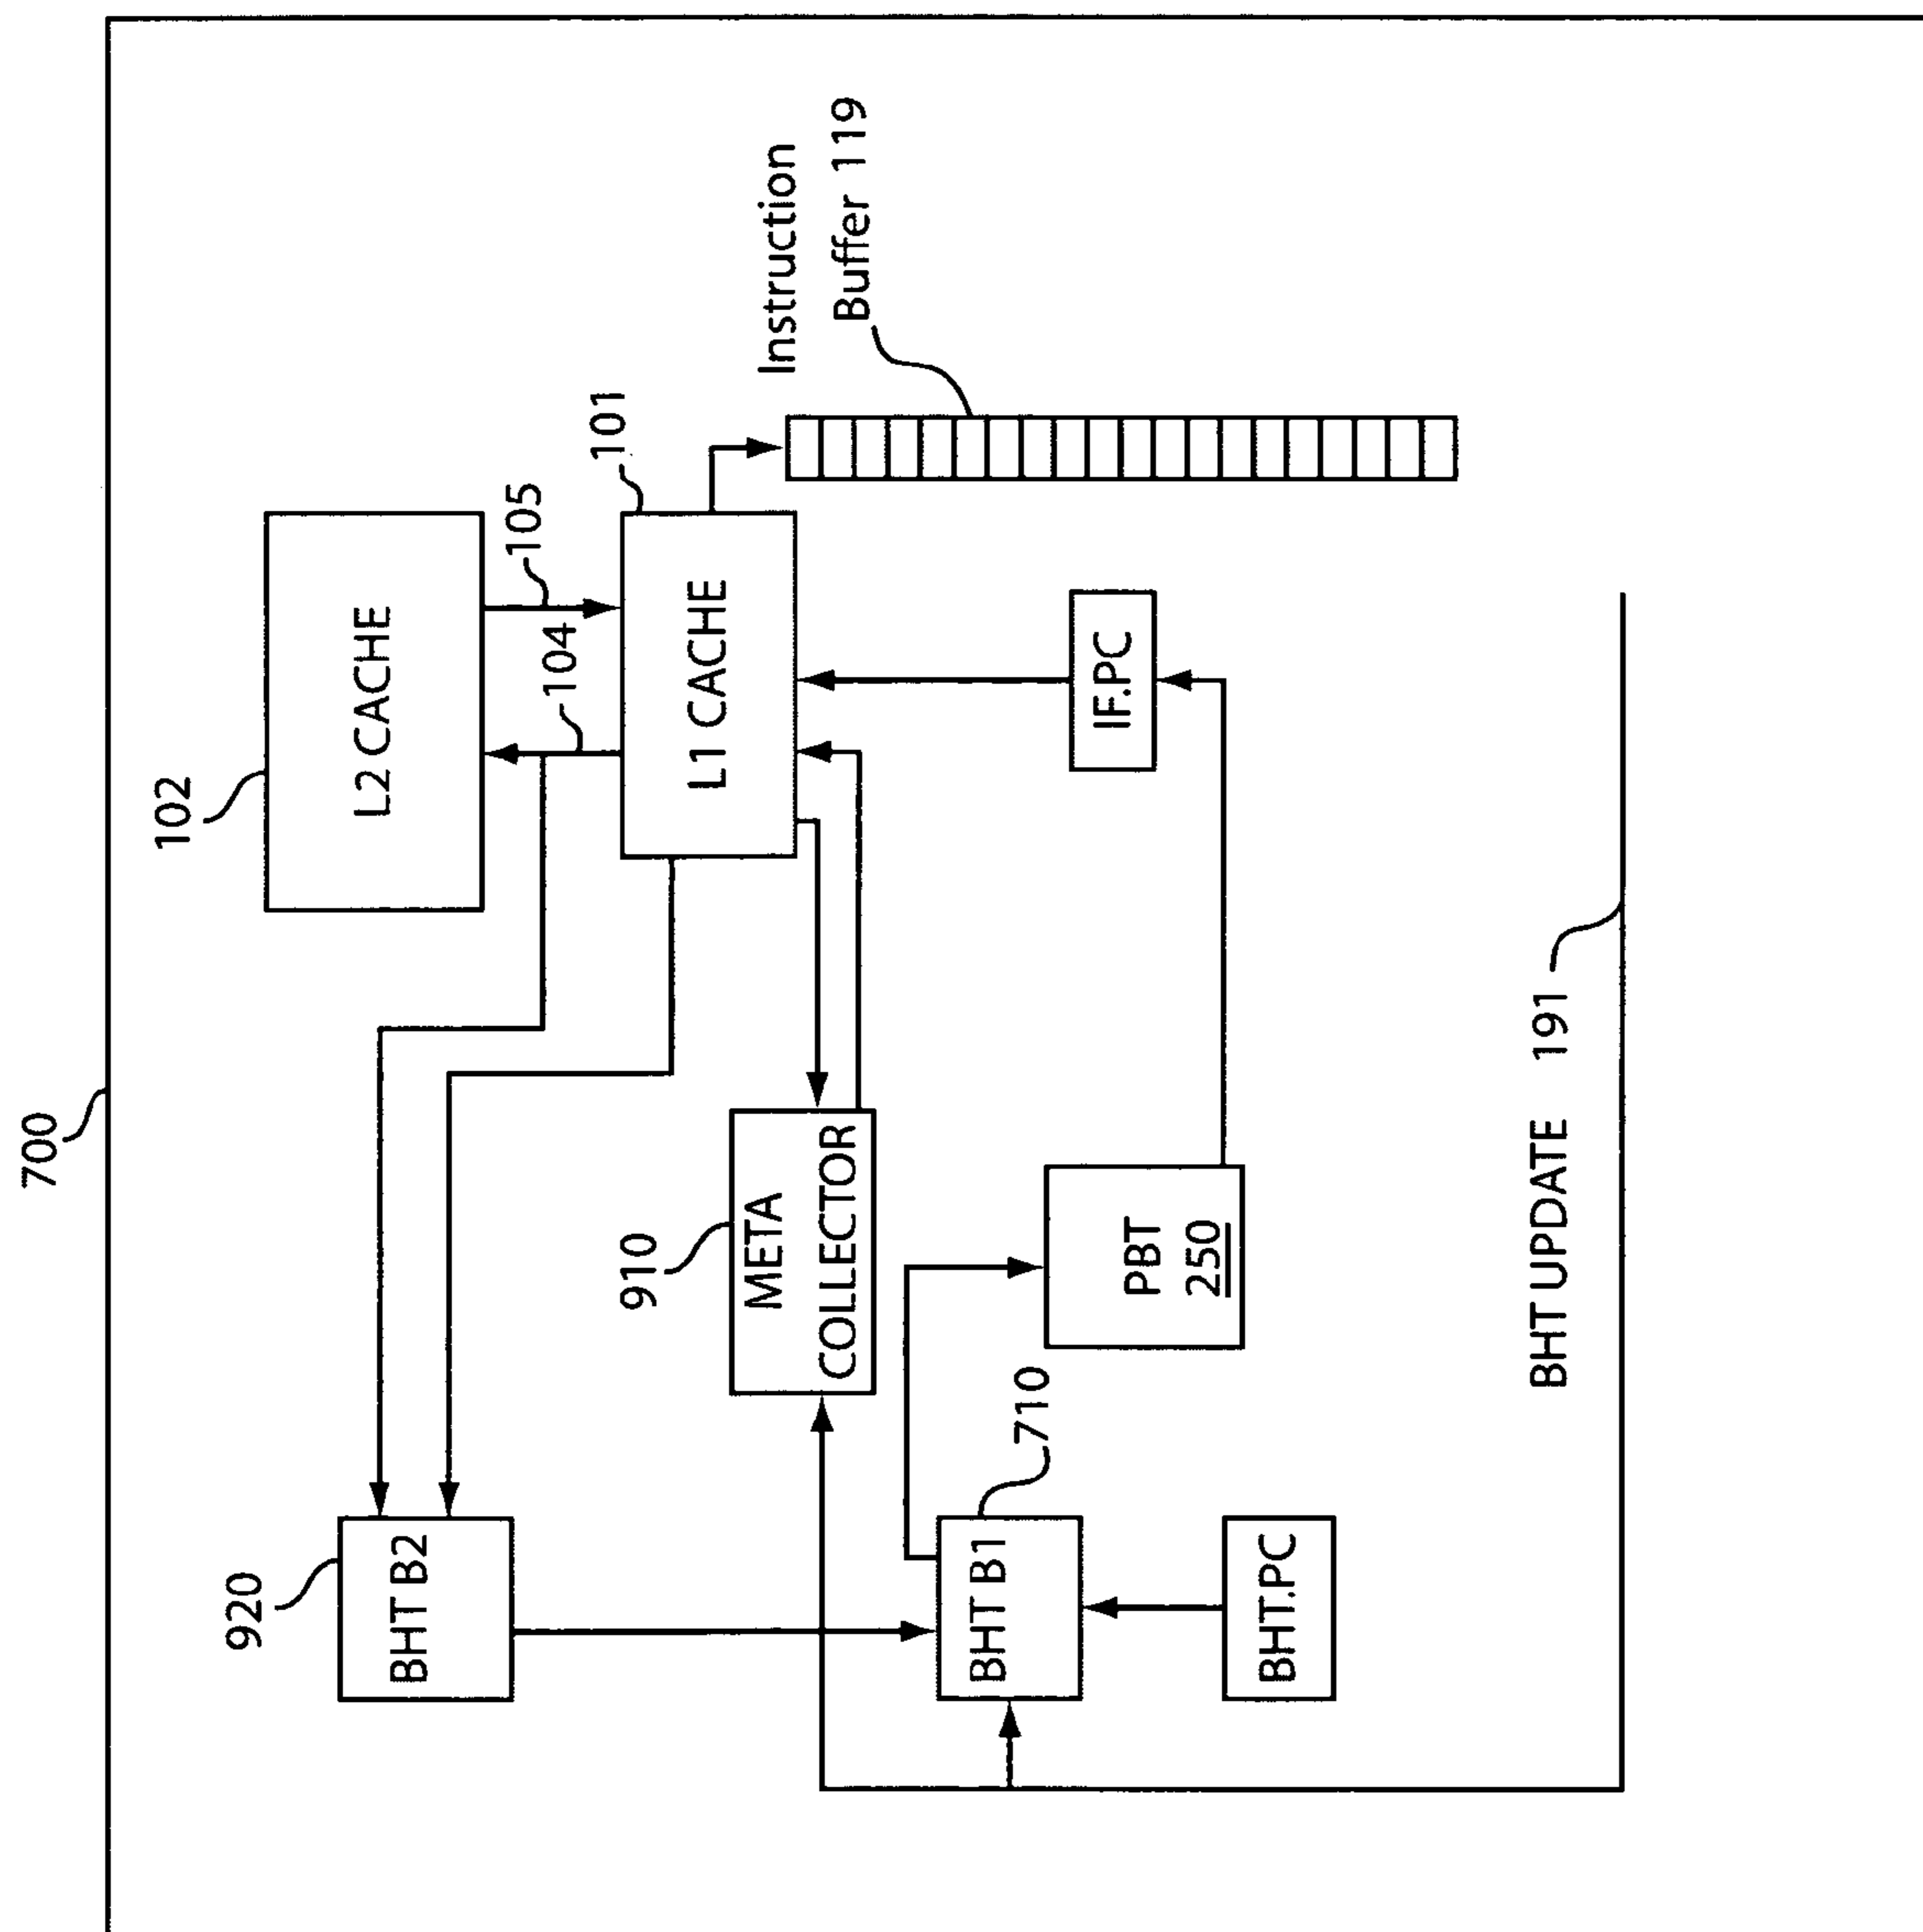 700
102
L2 CACHE
104
105
101
L1 CACHE
Instruction
Buffer 119
920
BHT B2
910
META
COLLECTOR
710
BHT B1
PBT
250
IF.PC
BHT.PC
BHT UPDATE 191